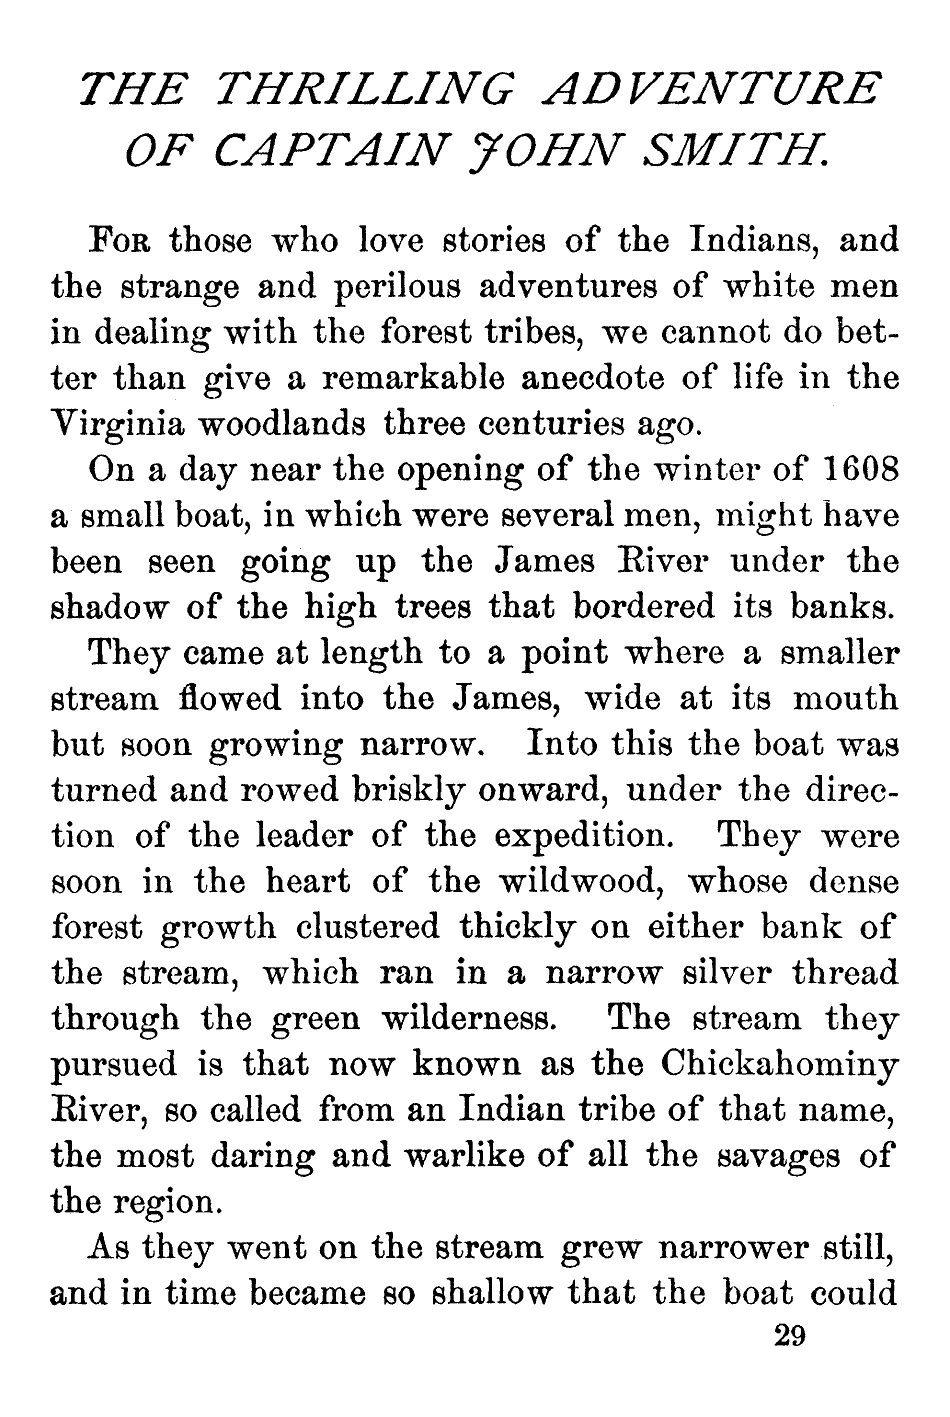 THE THRILLING ADVENTURE
OF CAPTAIN JOHN SMITH.
FOR those who love stories of the Indians, and
the strange and perilous adventures of white men
in dealing with the forest tribes, we cannot do bet-
ter than give a remarkable anecdote of life in the
Virginia woodlands three centuries ago.
On a day near the opening of the winter of 1608
a small boat, in which were several men, might have
been seen going up the James River under the
shadow of the high trees that bordered its banks.
They came at length to a point where a smaller
stream flowed into the James, wide at its mouth
but soon growing narrow. Into this the boat was
turned and rowed briskly onward, under the direc-
tion of the leader of the expedition. They were
soon in the heart of the wildwood, whose dense
forest growth clustered thickly on either bank of
the stream, which ran in a narrow silver thread
through the green wilderness. The stream they
pursued is that now known as the Chickahominy
River, so called from an Indian tribe of that name,
the most daring and warlike of all the savages of
the region.
As they went on the stream grew narrower still,
and in time became so shallow that the boat could
29